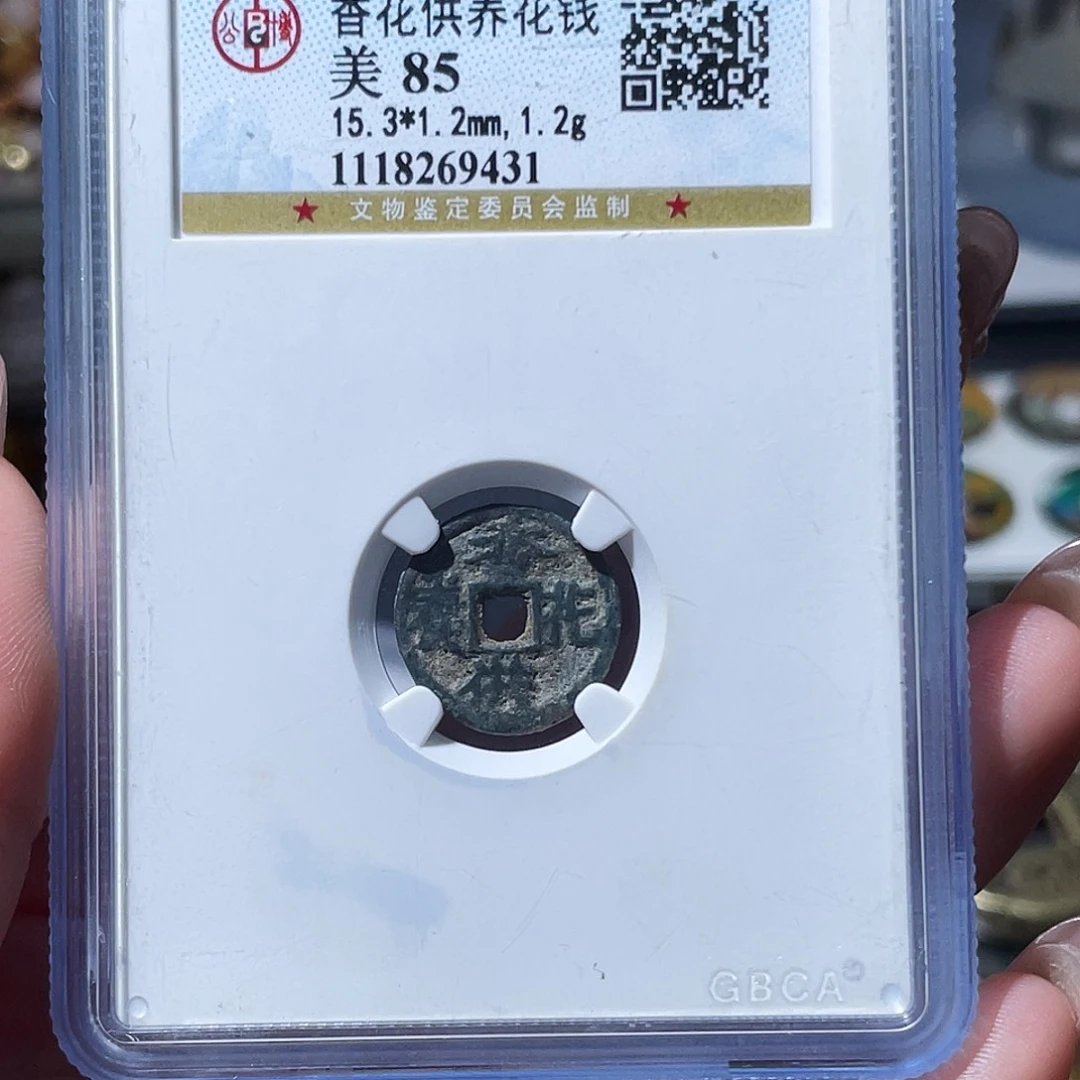 香花供养花钱
美 85
15.3*1.2mm,1.2g
1118269431
★ 文物鉴定委员会监制 ★
供
GBCA